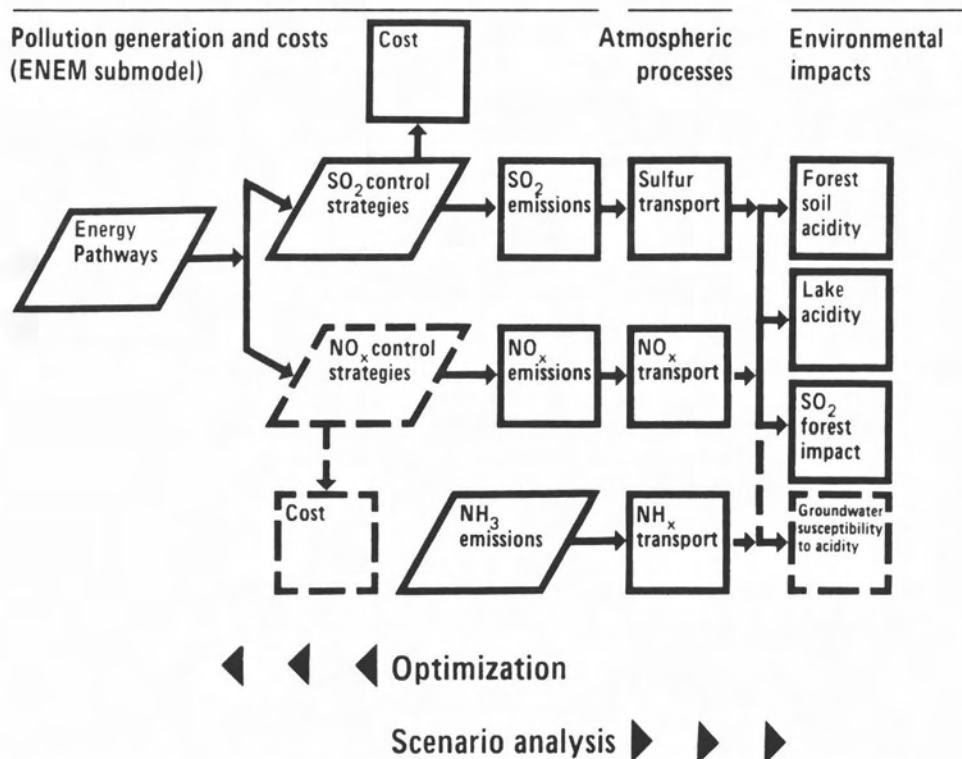 Pollution generation and costs
(ENEM submodel)
Atmospheric
processes
Environmental
impacts
Cost
Energy
Pathways
SO₂ control
strategies
SO₂
emissions
Sulfur
transport
Forest
soil
acidity
Lake
acidity
NOₓ control
strategies
NOₓ
emissions
NOₓ
transport
SO₂
forest
impact
Cost
NH₃
emissions
NHₓ
transport
Groundwater
susceptibility
to acidity
Optimization
Scenario analysis